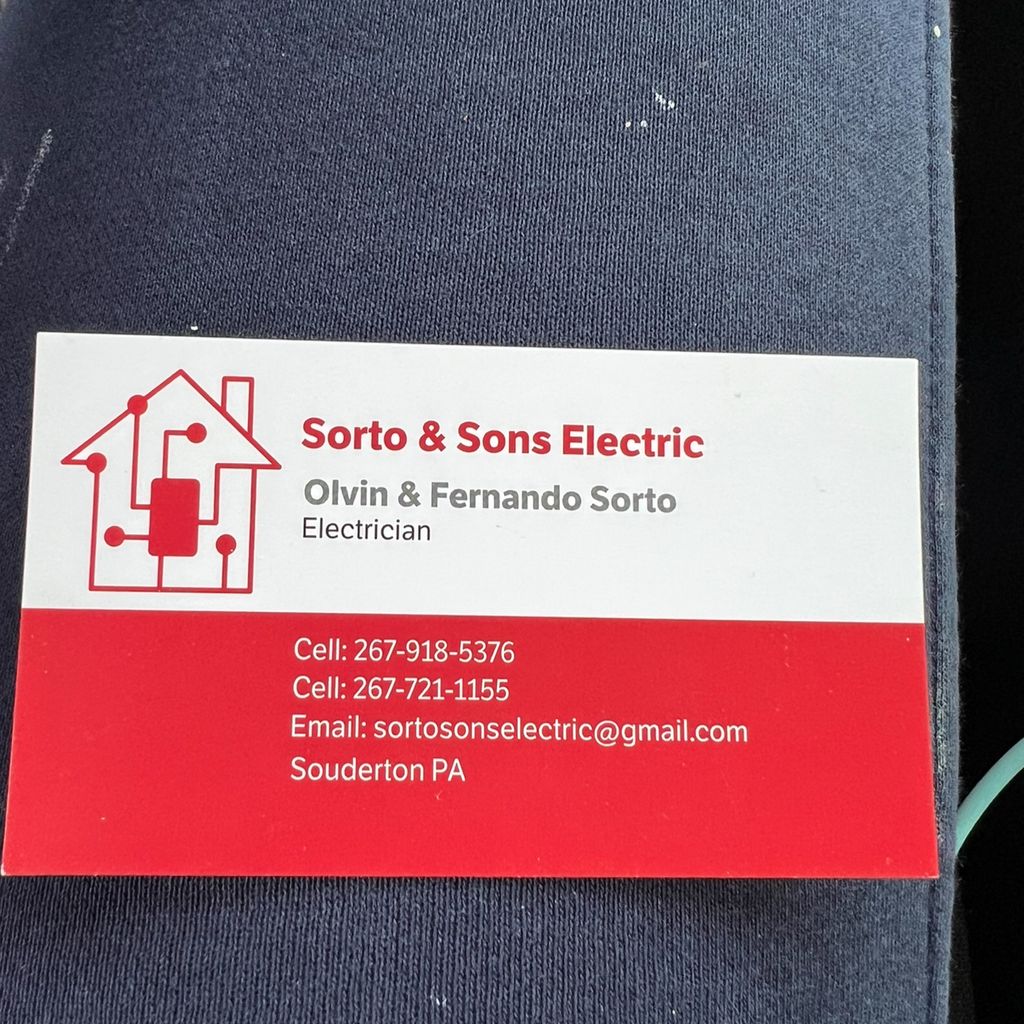 Sorto & Sons Electric
Olvin & Fernando Sorto
Electrician
Cell: 267-918-5376
Cell: 267-721-1155
Email: sortosonselectric@gmail.com
Souderton PA